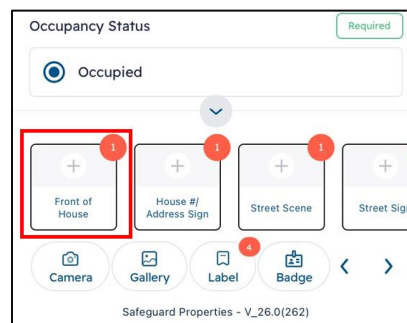 Occupancy Status
Required
Occupied
1
1
1
Front of
House
House #/
Address Sign
Street Scene
Street Sig
4
Camera
Gallery
Label
Badge
Safeguard Properties - V_26.0(262)